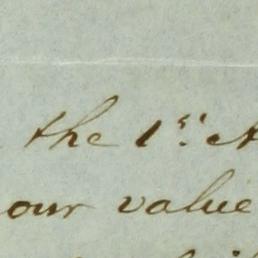 the 1st
our value